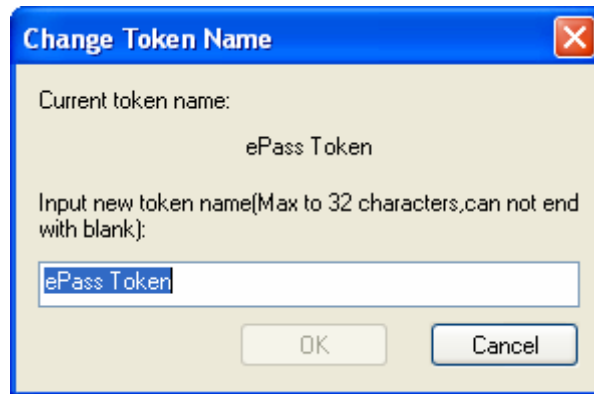 Change Token Name
Current token name:
ePass Token
Input new token name(Max to 32 characters,can not end
with blank):
ePass Token
OK
Cancel